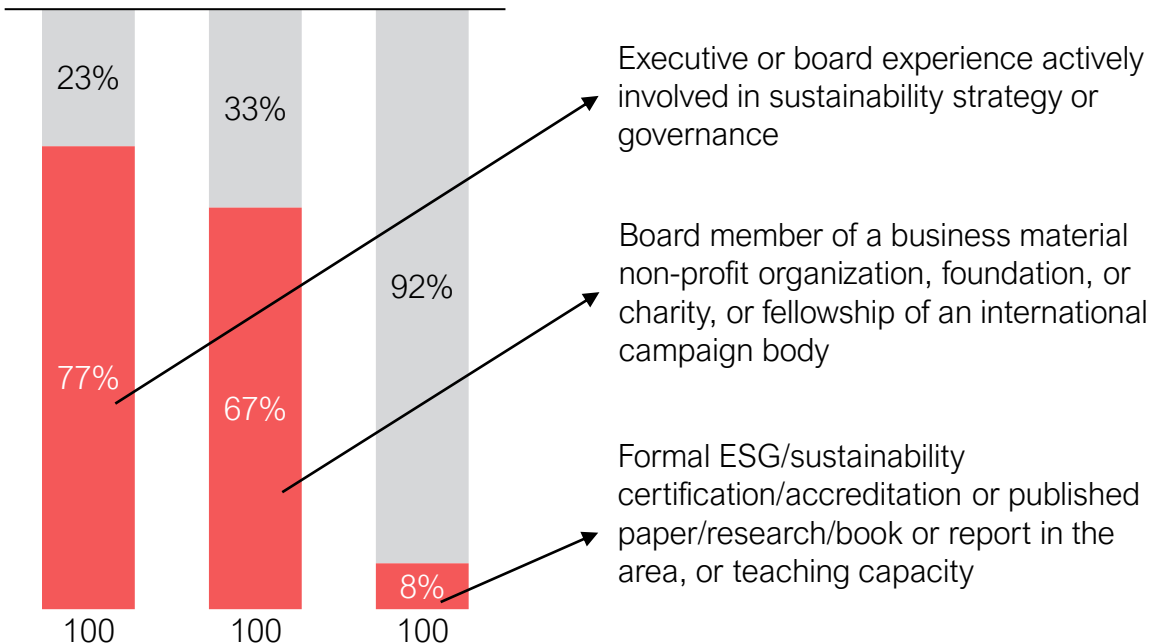 23%
33%
92%
77%
67%
8%
100
100
100
Executive or board experience actively
involved in sustainability strategy or
governance
Board member of a business material
non-profit organization, foundation, or
charity, or fellowship of an international
campaign body
Formal ESG/sustainability
certification/accreditation or published
paper/research/book or report in the
area, or teaching capacity